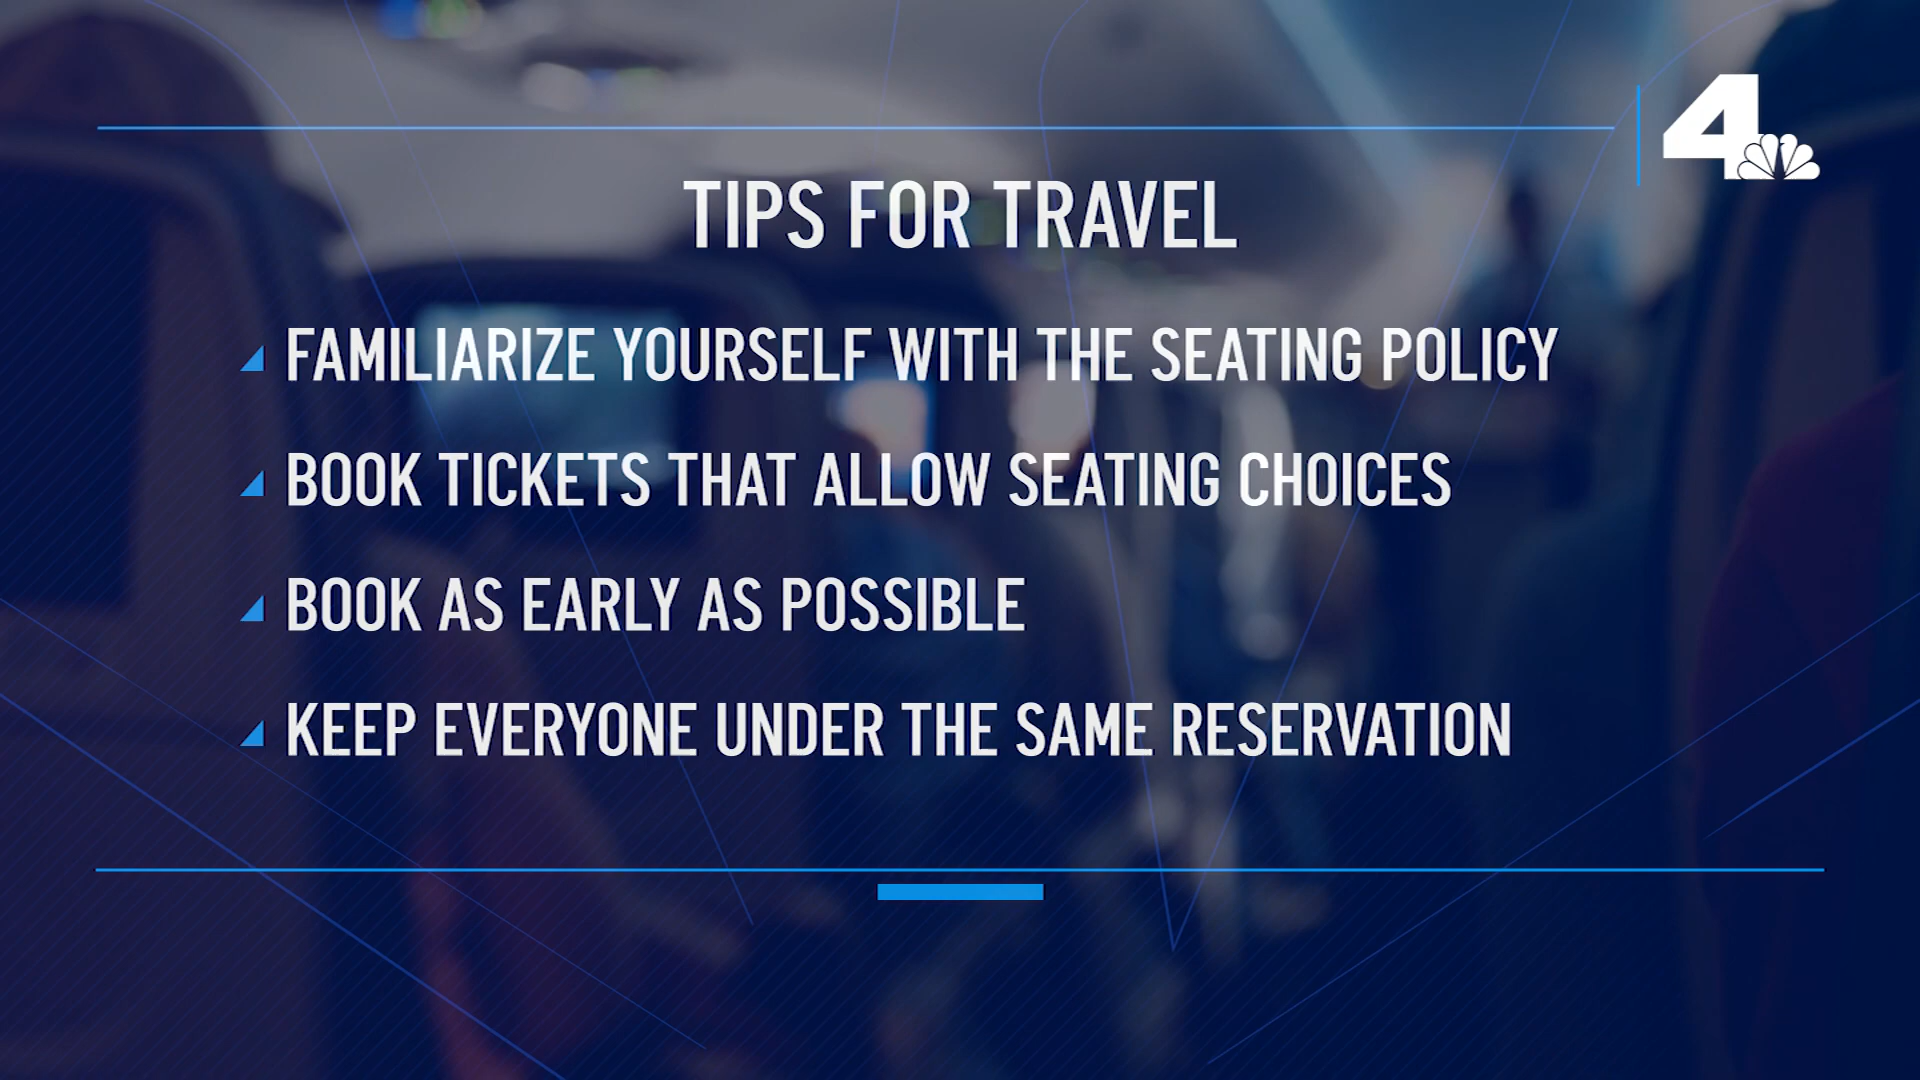 4
TIPS FOR TRAVEL
FAMILIARIZE YOURSELF WITH THE SEATING POLICY
BOOK TICKETS THAT ALLOW SEATING CHOICES
BOOK AS EARLY AS POSSIBLE
KEEP EVERYONE UNDER THE SAME RESERVATION